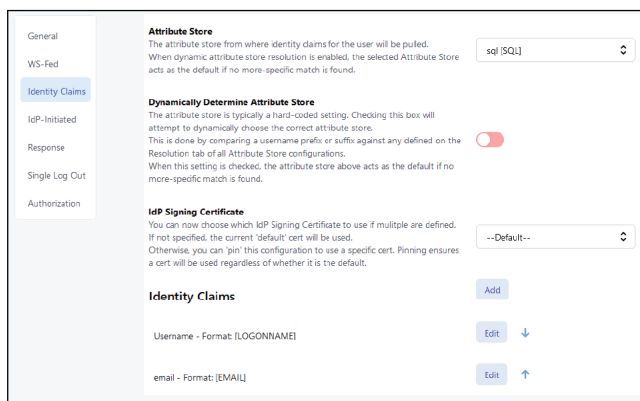 General
WS-Fed
Identity Claims
IdP-Initiated
Response
Single Log Out
Authorization
Attribute Store
The attribute store from where identity claims for the user will be pulled.
When dynamic attribute store resolution is enabled, the selected Attribute Store
acts as the default if no more-specific match is found.
sql [SQL]
Dynamically Determine Attribute Store
The attribute store is typically a hard-coded setting. Checking this box will
attempt to dynamically choose the correct attribute store.
This is done by comparing a username prefix or suffix against any defined on the
Resolution tab of all Attribute Store configurations.
When this setting is checked, the attribute store above acts as the default if no
more-specific match is found.
IdP Signing Certificate
You can now choose which IdP Signing Certificate to use if mulitple are defined.
If not specified, the current 'default' cert will be used.
Otherwise, you can 'pin' this configuration to use a specific cert. Pinning ensures
a cert will be used regardless of whether it is the default.
--Default--
Identity Claims
Add
Username - Format: [LOGONNAME]
Edit
email - Format: [EMAIL]
Edit